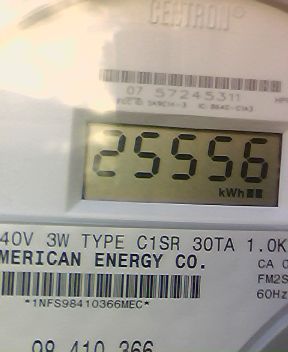 CENTRON®
07 57245311
25556
kWh
40V 3W TYPE C1SR 30TA 1.0K
MERICAN ENERGY CO.
CA 0
FM2S
60Hz
*1NFS98410366MEC*
98 410 366